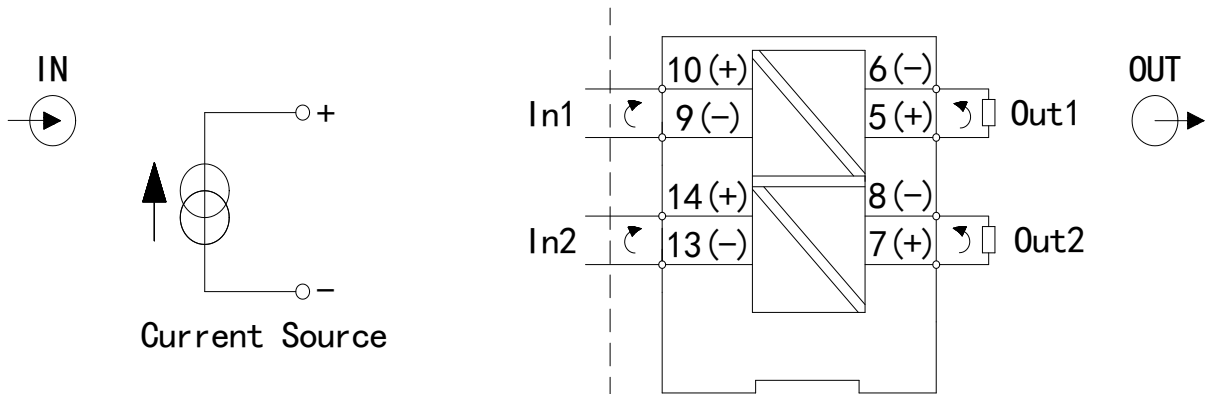 IN
+
−
Current Source
In1
10(+)
9(−)
6(−)
5(+)
Out1
In2
14(+)
13(−)
8(−)
7(+)
Out2
OUT